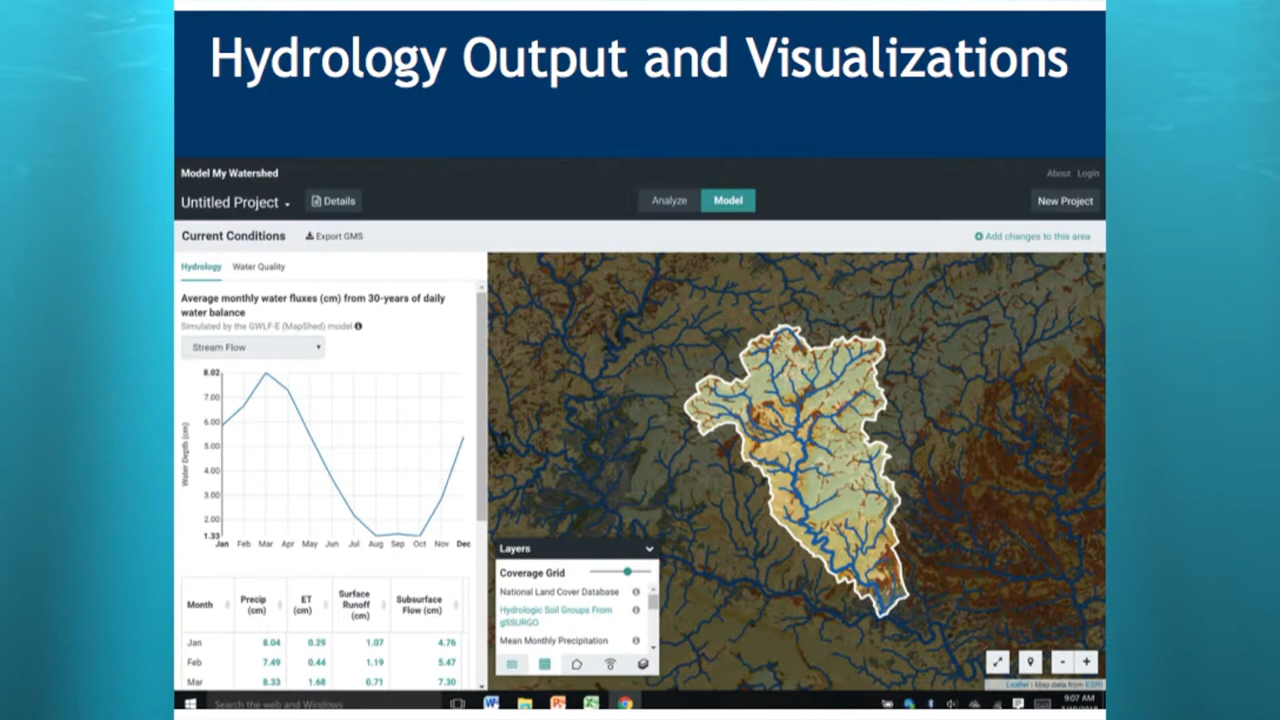 Hydrology Output and Visualizations
Model My Watershed
About Login
Untitled Project
Details
Analyze
Model
New Project
Current Conditions
Export GMS
Add changes to this area
Hydrology Water Quality
Average monthly water fluxes (cm) from 30-years of daily
water balance
Simulated by the GWLF-E (MapShed) model
Stream Flow
8.02
7.00
6.00
5.00
4.00
3.00
2.00
1.33
Water Depth (cm)
Jan Feb Mar Apr May Jun Jul Aug Sep Oct Nov Dec
Month Precip (cm) ET (cm) Surface Runoff (cm) Subsurface Flow (cm)
Jan 8.04 0.29 1.07 4.76
Feb 7.49 0.44 1.19 5.47
Mar 8.33 1.68 0.71 7.30
Layers
Coverage Grid
National Land Cover Database
Hydrologic Soil Groups From
gSSURGO
Mean Monthly Precipitation
- +
Leaflet | Map data from ESRI
Search the web and Windows
9:07 AM